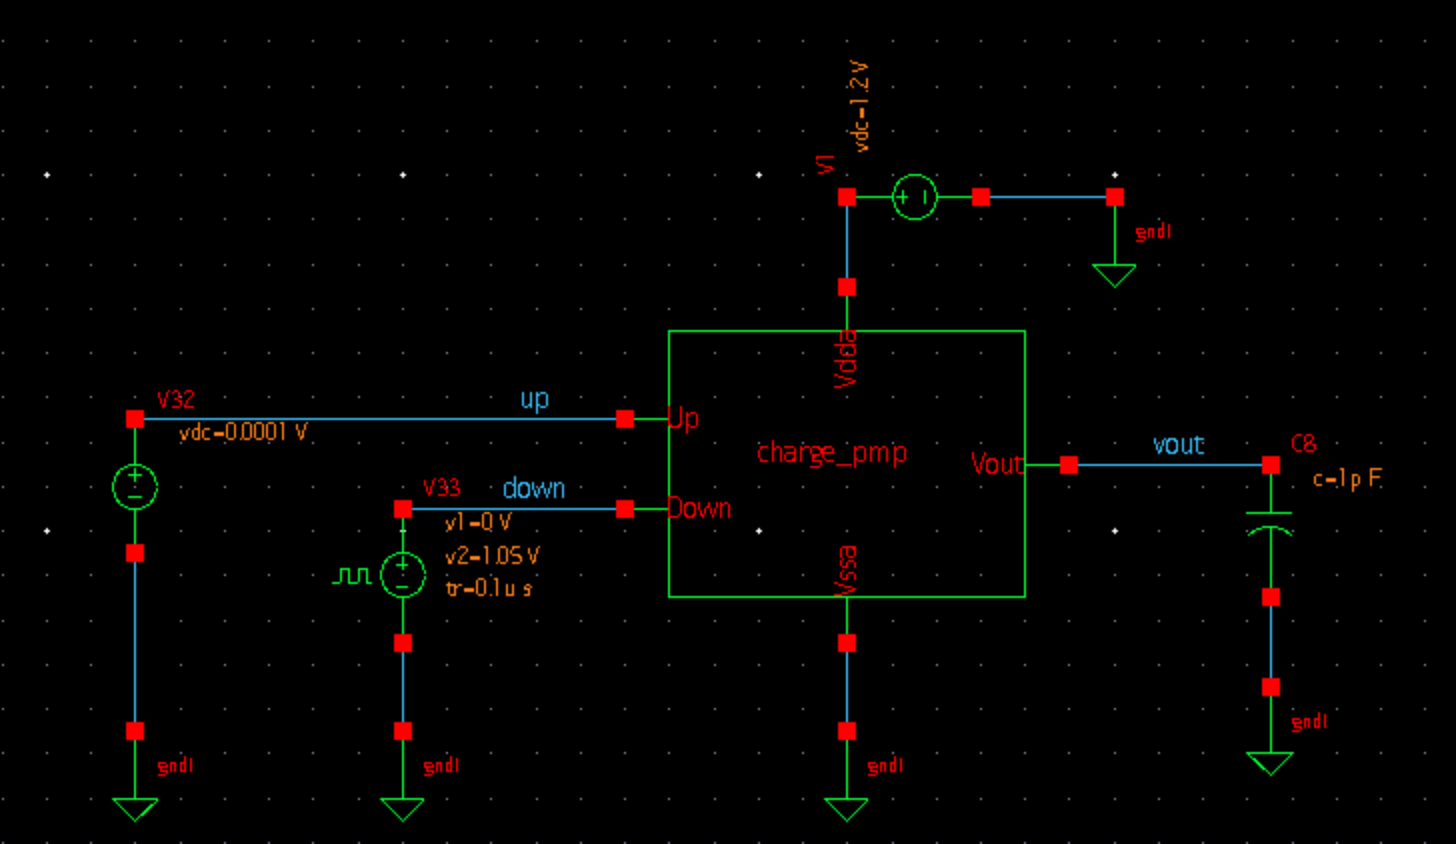 vdc=1.2 V
V1
gnd!
Vdda
V32
up
vdc=0.0001 V
Up
charge_pmp
Vout
vout
C8
c=1p F
V33
down
Down
v1=0 V
v2=1.05 V
tr=0.1u s
Vssa
gnd!
gnd!
gnd!
gnd!